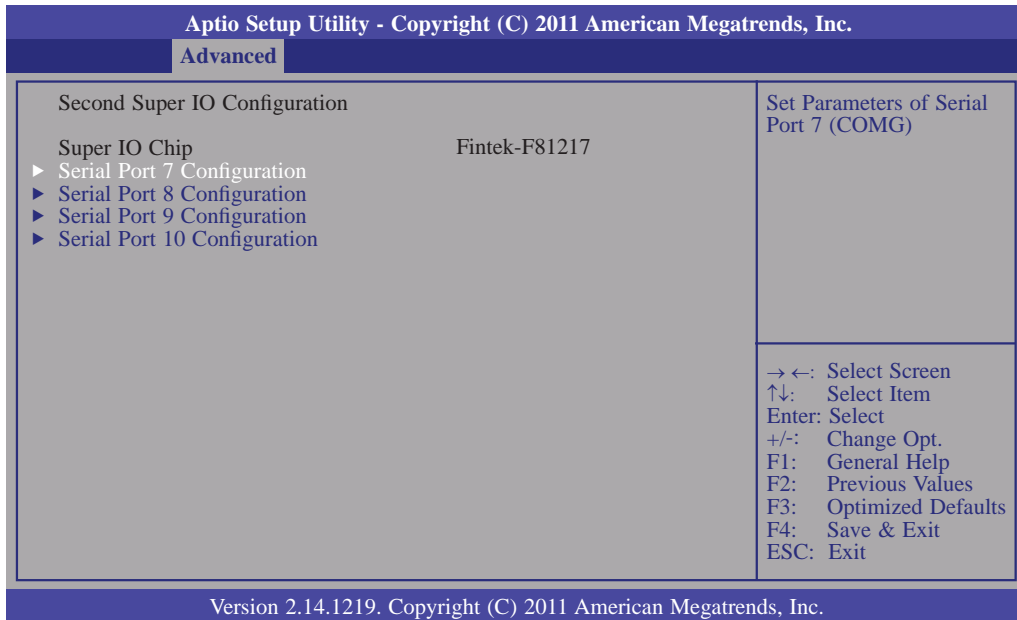 Aptio Setup Utility - Copyright (C) 2011 American Megatrends, Inc.
Advanced
Second Super IO Configuration
Super IO Chip Fintek-F81217
▶ Serial Port 7 Configuration
▶ Serial Port 8 Configuration
▶ Serial Port 9 Configuration
▶ Serial Port 10 Configuration
Set Parameters of Serial
Port 7 (COMG)
→ ←: Select Screen
↑↓: Select Item
Enter: Select
+/-: Change Opt.
F1: General Help
F2: Previous Values
F3: Optimized Defaults
F4: Save & Exit
ESC: Exit
Version 2.14.1219. Copyright (C) 2011 American Megatrends, Inc.